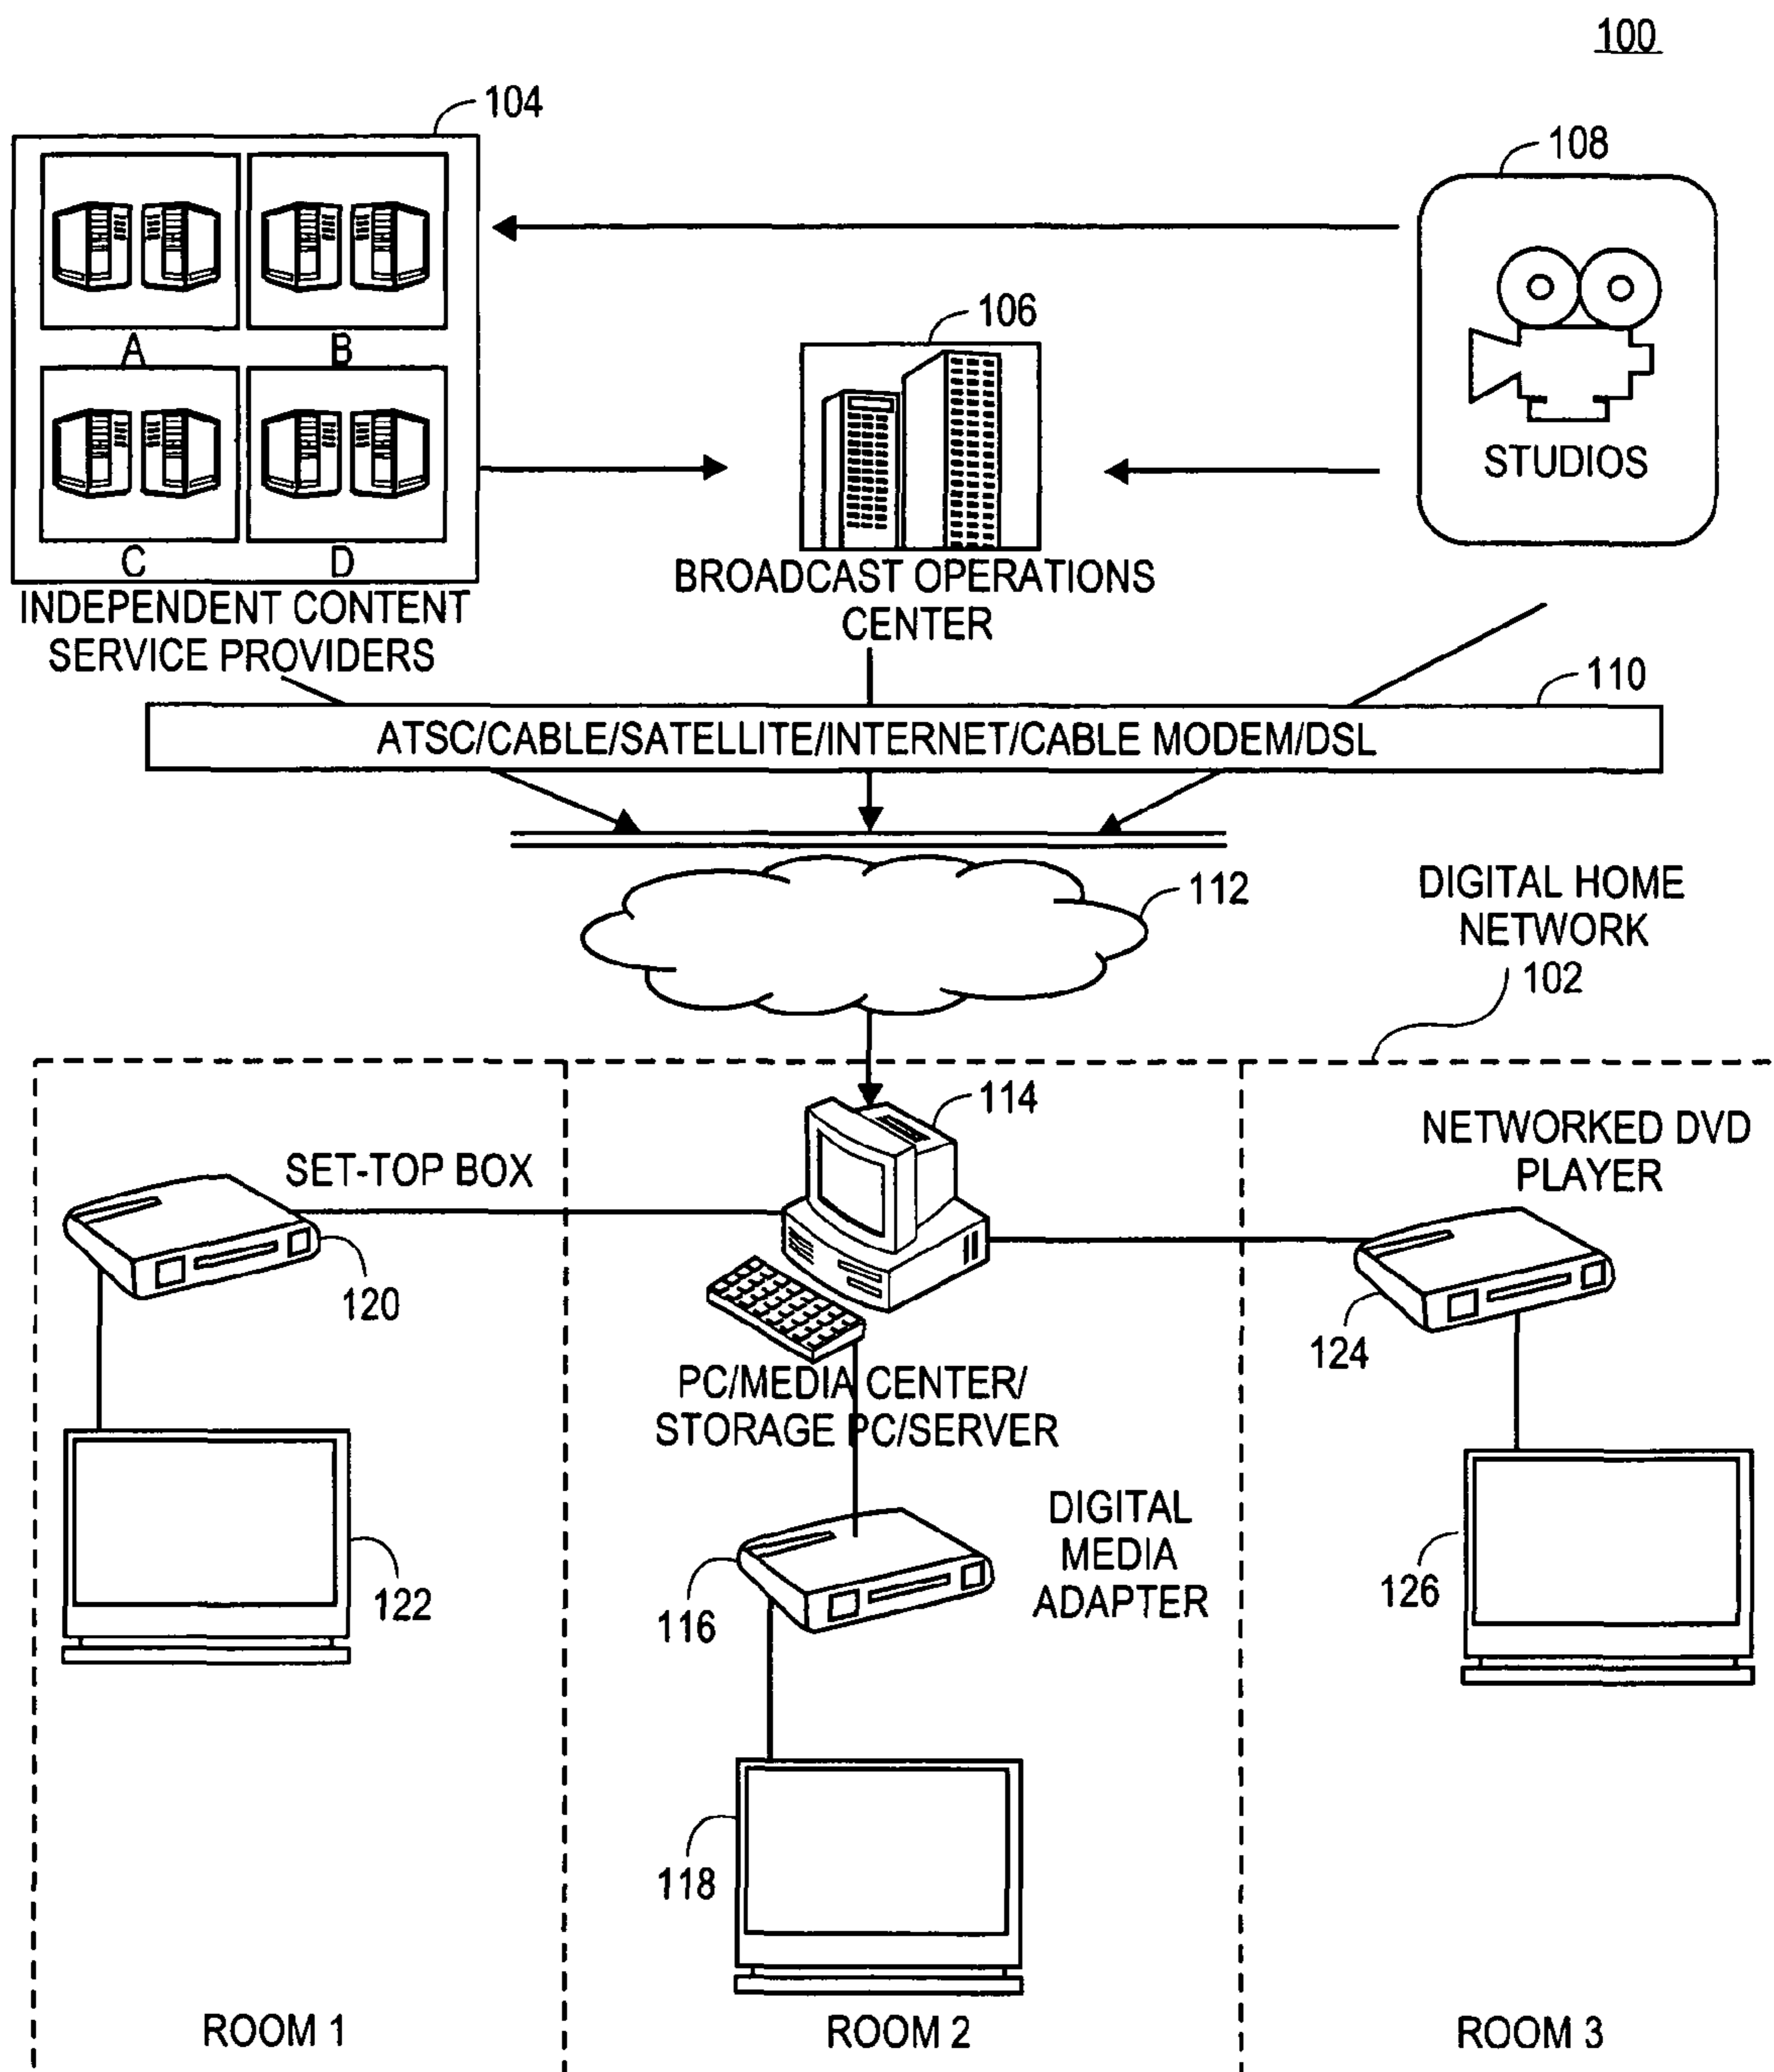 100
104
108
106
A
B
C
D
STUDIOS
INDEPENDENT CONTENT
SERVICE PROVIDERS
BROADCAST OPERATIONS
CENTER
110
ATSC/CABLE/SATELLITE/INTERNET/CABLE MODEM/DSL
112
DIGITAL HOME
NETWORK
102
114
SET-TOP BOX
NETWORKED DVD
PLAYER
120
124
PC/MEDIA CENTER/
STORAGE PC/SERVER
122
116
DIGITAL
MEDIA
ADAPTER
126
118
ROOM 1
ROOM 2
ROOM 3